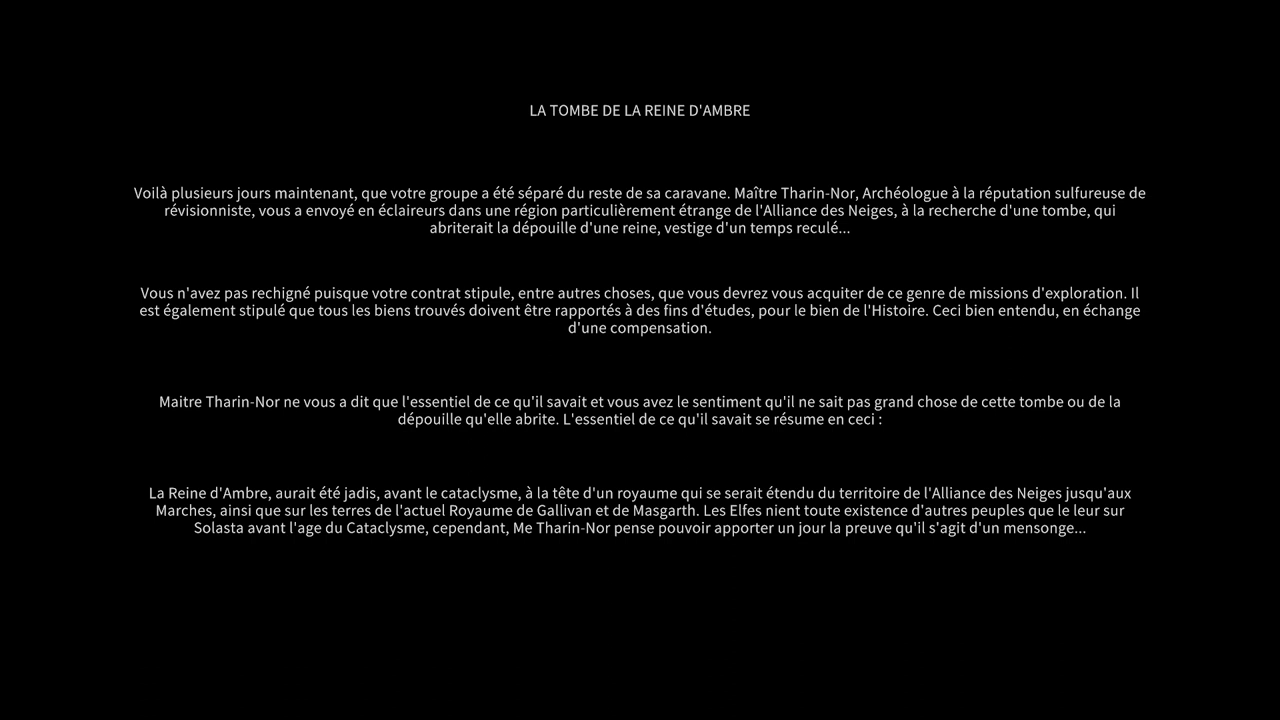 LA TOMBE DE LA REINE D'AMBRE
Voilà plusieurs jours maintenant, que votre groupe a été séparé du reste de sa caravane. Maître Tharin-Nor, Archéologue à la réputation sulfureuse de
révisionniste, vous a envoyé en éclaireurs dans une région particulièrement étrange de l'Alliance des Neiges, à la recherche d'une tombe, qui
abriterait la dépouille d'une reine, vestige d'un temps reculé...
Vous n'avez pas rechigné puisque votre contrat stipule, entre autres choses, que vous devrez vous acquiter de ce genre de missions d'exploration. Il
est également stipulé que tous les biens trouvés doivent être rapportés à des fins d'études, pour le bien de l'Histoire. Ceci bien entendu, en échange
d'une compensation.
Maitre Tharin-Nor ne vous a dit que l'essentiel de ce qu'il savait et vous avez le sentiment qu'il ne sait pas grand chose de cette tombe ou de la
dépouille qu'elle abrite. L'essentiel de ce qu'il savait se résume en ceci :
La Reine d'Ambre, aurait été jadis, avant le cataclysme, à la tête d'un royaume qui se serait étendu du territoire de l'Alliance des Neiges jusqu'aux
Marches, ainsi que sur les terres de l'actuel Royaume de Gallivan et de Masgarth. Les Elfes nient toute existence d'autres peuples que le leur sur
Solasta avant l'age du Cataclysme, cependant, Me Tharin-Nor pense pouvoir apporter un jour la preuve qu'il s'agit d'un mensonge...